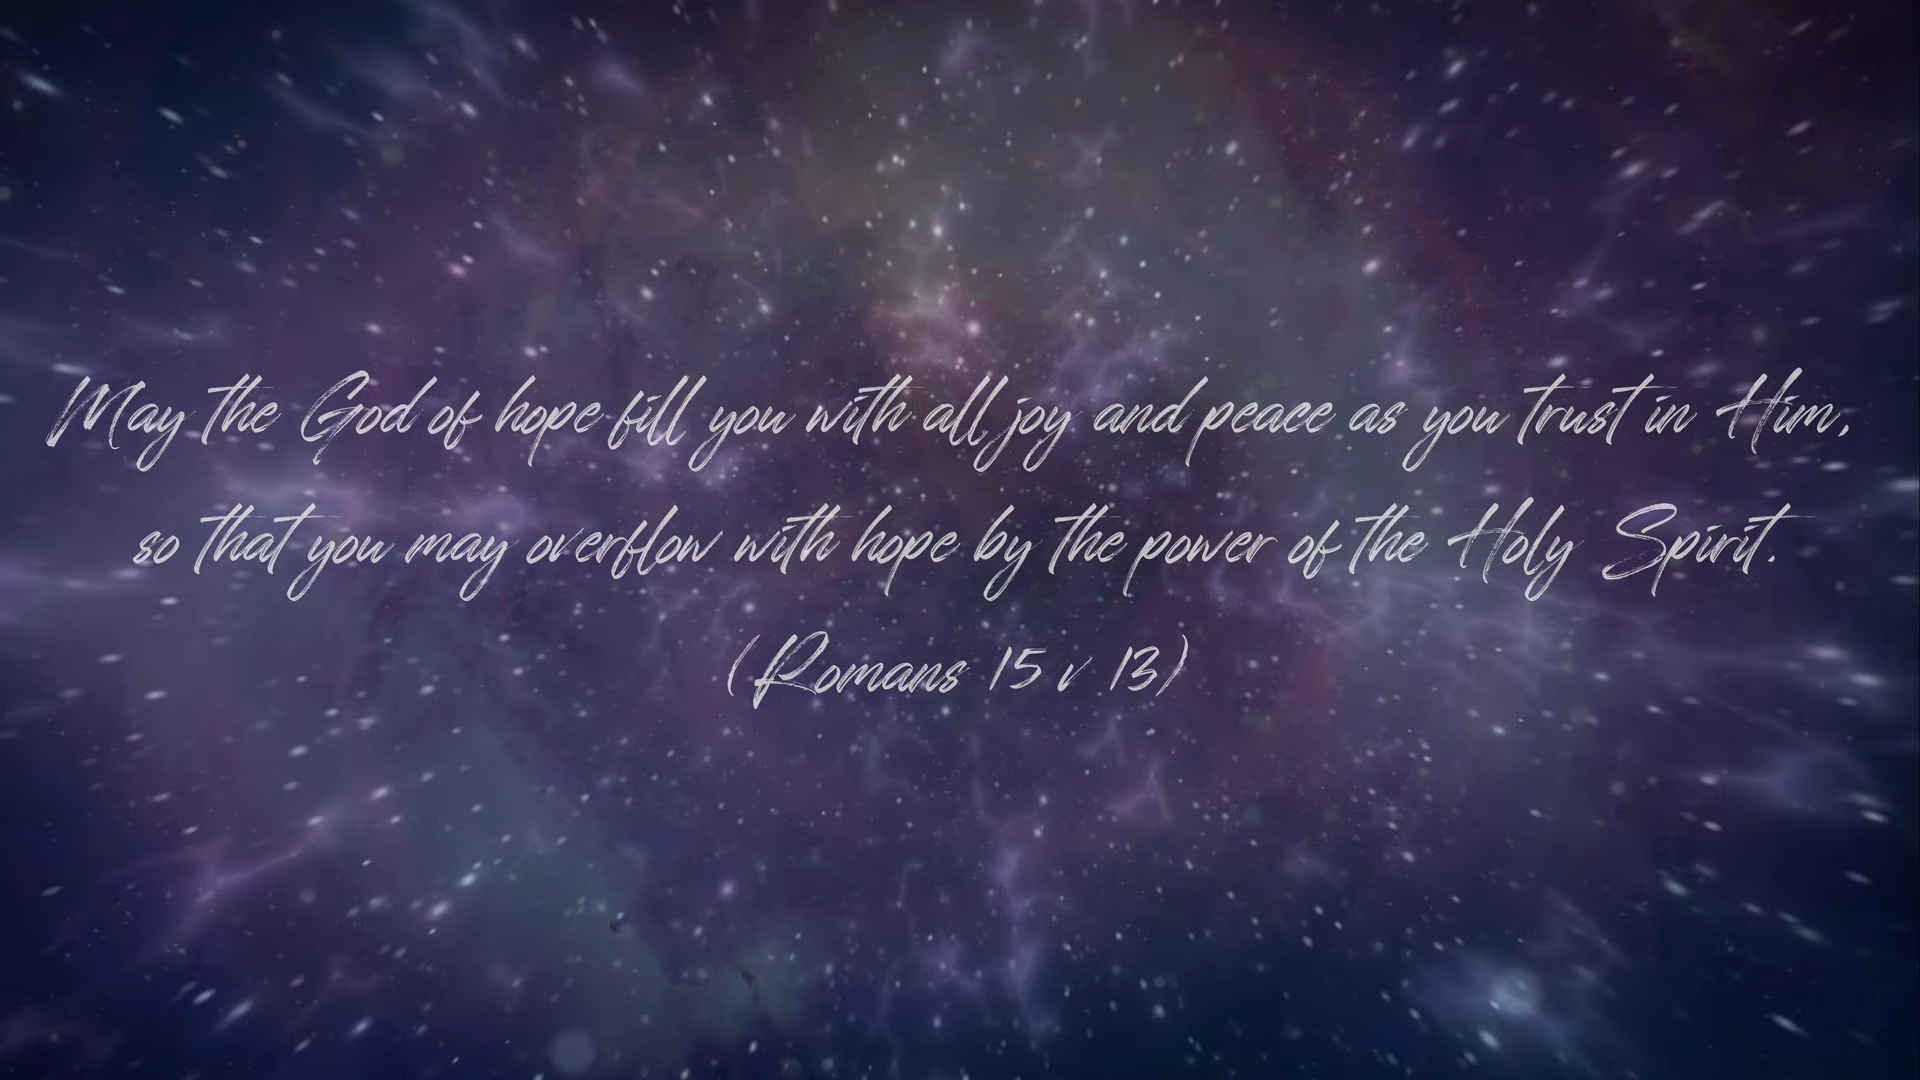 May the God of hope fill you with all joy and peace as you trust in Him,
so that you may overflow with hope by the power of the Holy Spirit.
(Romans 15 v 13)